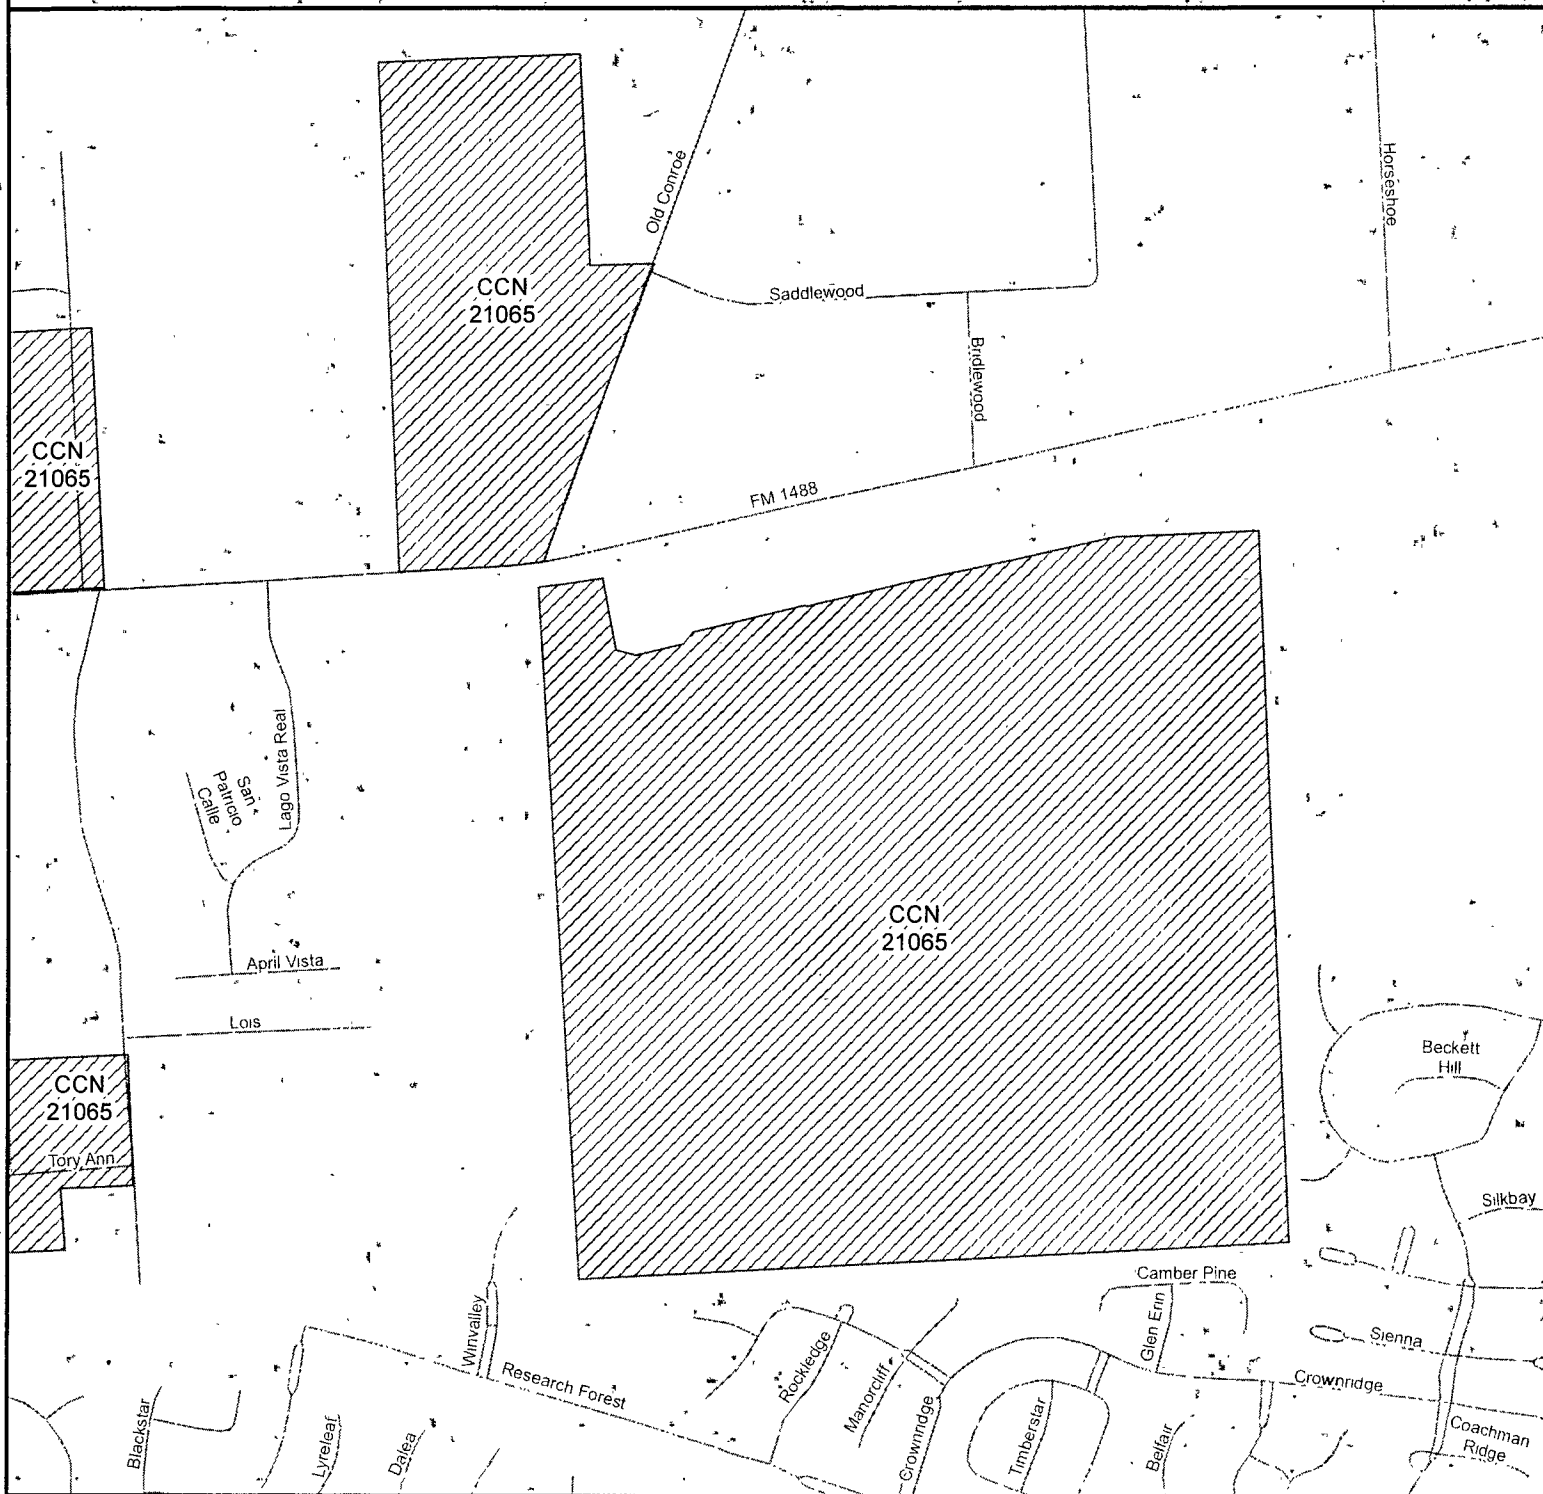 Old Conroe
Horseshoe
CCN
21065
Saddlewood
Bridlewood
CCN
21065
FM 1488
Lago Vista Real
San
Patricio
Calle
CCN
21065
April Vista
Lois
Beckett
Hill
CCN
21065
Tory Ann
Silkbay
Camber Pine
Glen Erin
Winvalley
Sienna
Rockledge
Research Forest
Manorcliff
Crownridge
Crownridge
Blackstar
Lyreleaf
Dalea
Timberstar
Belfair
Coachman
Ridge